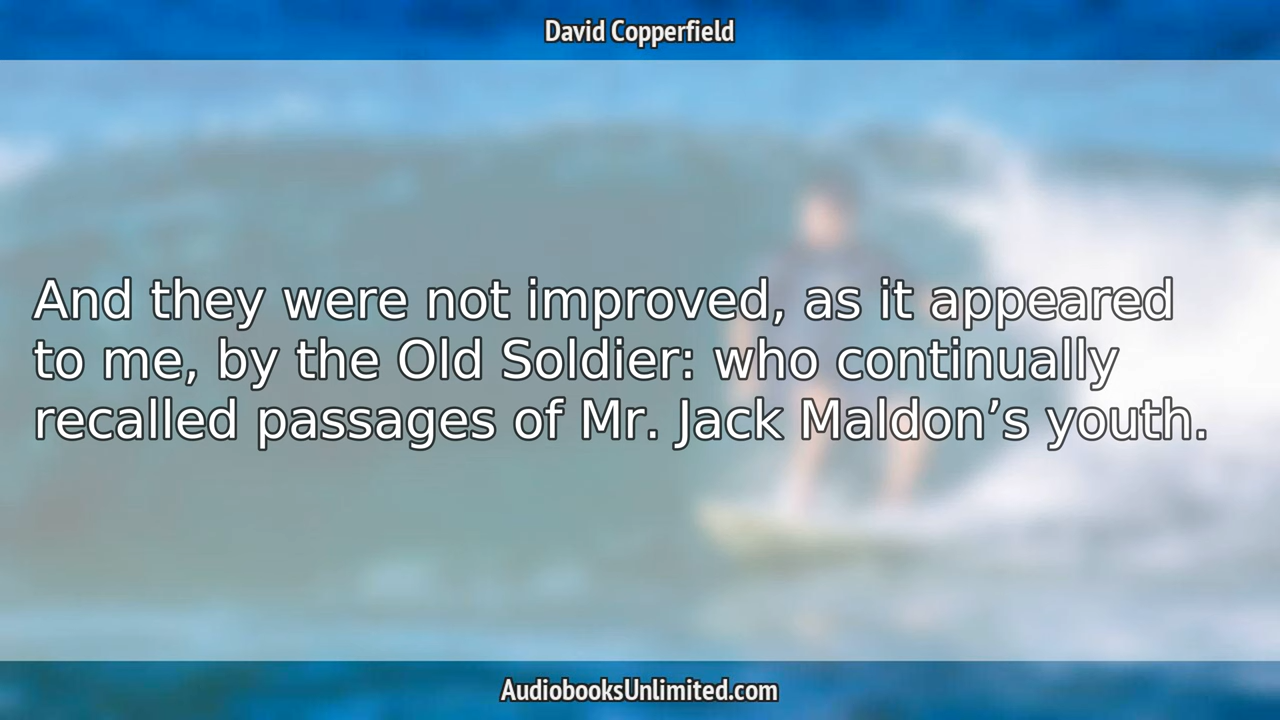 David Copperfield
And they were not improved, as it appeared
to me, by the Old Soldier: who continually
recalled passages of Mr. Jack Maldon’s youth.
AudiobooksUnlimited.com